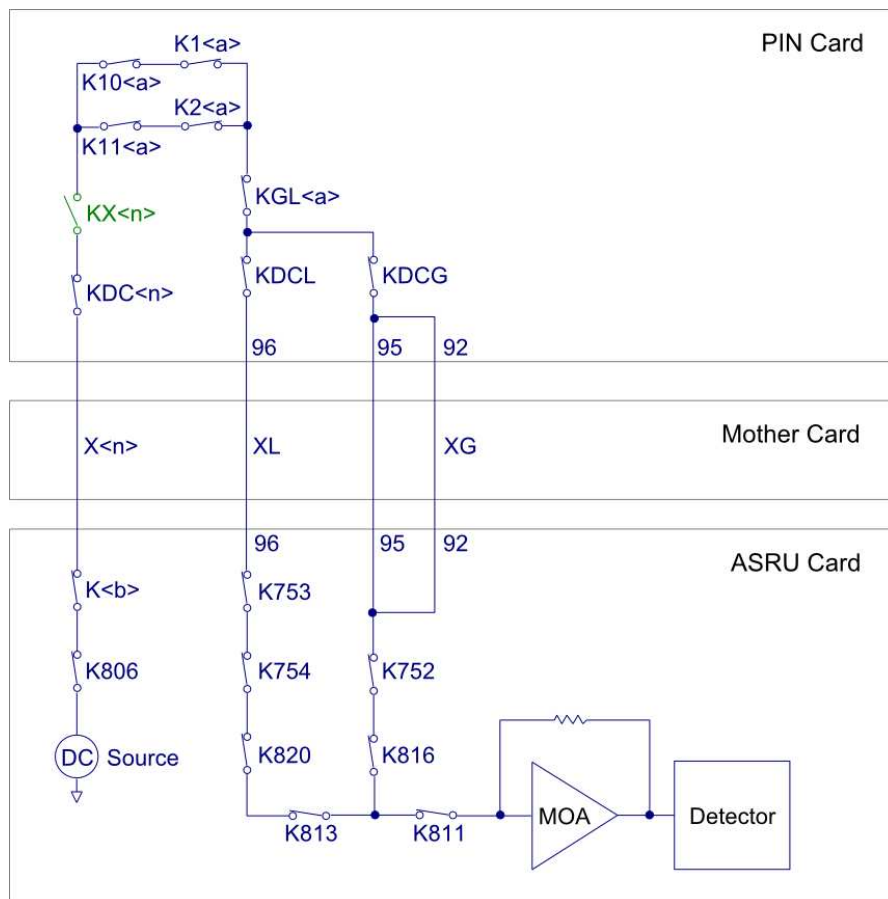 PIN Card
K1<a>
K10<a>
K2<a>
K11<a>
KGL<a>
KX<n>
KDC<n>
KDCL
KDCG
96
95
92
Mother Card
X<n>
XL
XG
96
95
92
ASRU Card
K<b>
K753
K806
K754
K752
DC
Source
K820
K816
K813
K811
MOA
Detector